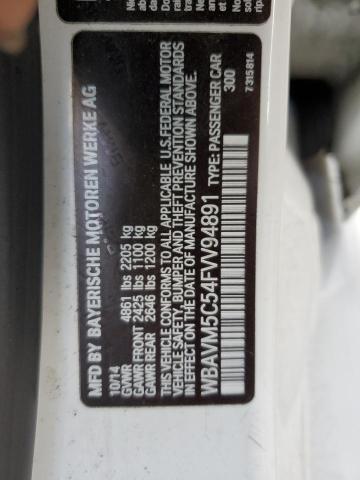 MFD BY BAYERISCHE MOTOREN WERKE AG
10/14
GVWR 4861 lbs 2205 kg
GAWR FRONT 2425 lbs 1100 kg
GAWR REAR 2646 lbs 1200 kg
THIS VEHICLE CONFORMS TO ALL APPLICABLE U.S. FEDERAL MOTOR
VEHICLE SAFETY, BUMPER AND THEFT PREVENTION STANDARDS
IN EFFECT ON THE DATE OF MANUFACTURE SHOWN ABOVE.
WBAVM5C54FVV94891 TYPE: PASSENGER CAR
300
7 315 814